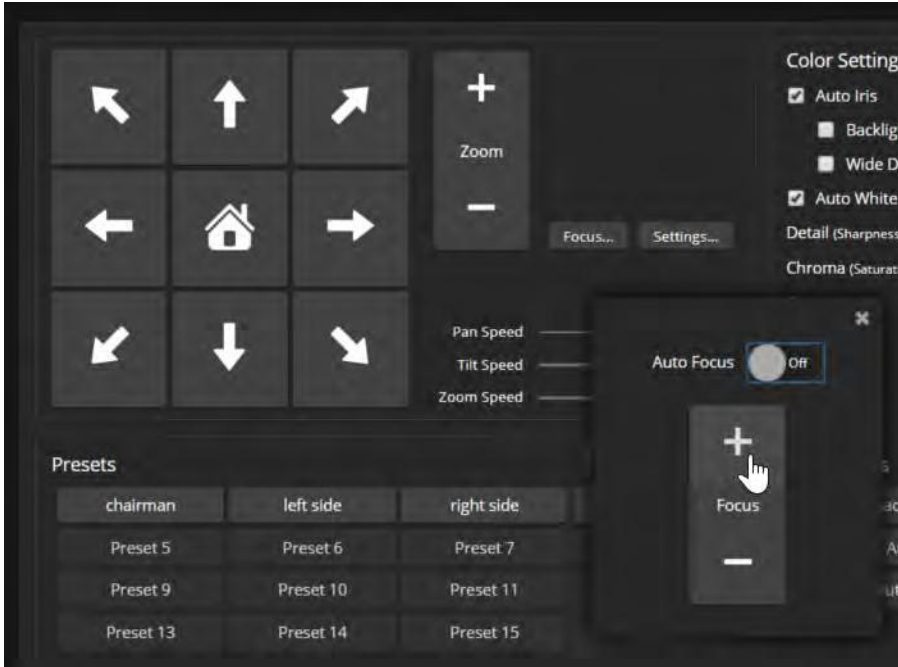 Color Setting
Auto Iris
Backlig
Zoom
Wide D
Auto White
Focus...
Settings...
Detail (Sharpness
Chroma (Saturat
Pan Speed
Tilt Speed
Zoom Speed
Auto Focus
Off
Focus
Presets
chairman
left side
right side
Preset 5
Preset 6
Preset 7
Preset 9
Preset 10
Preset 11
Preset 13
Preset 14
Preset 15